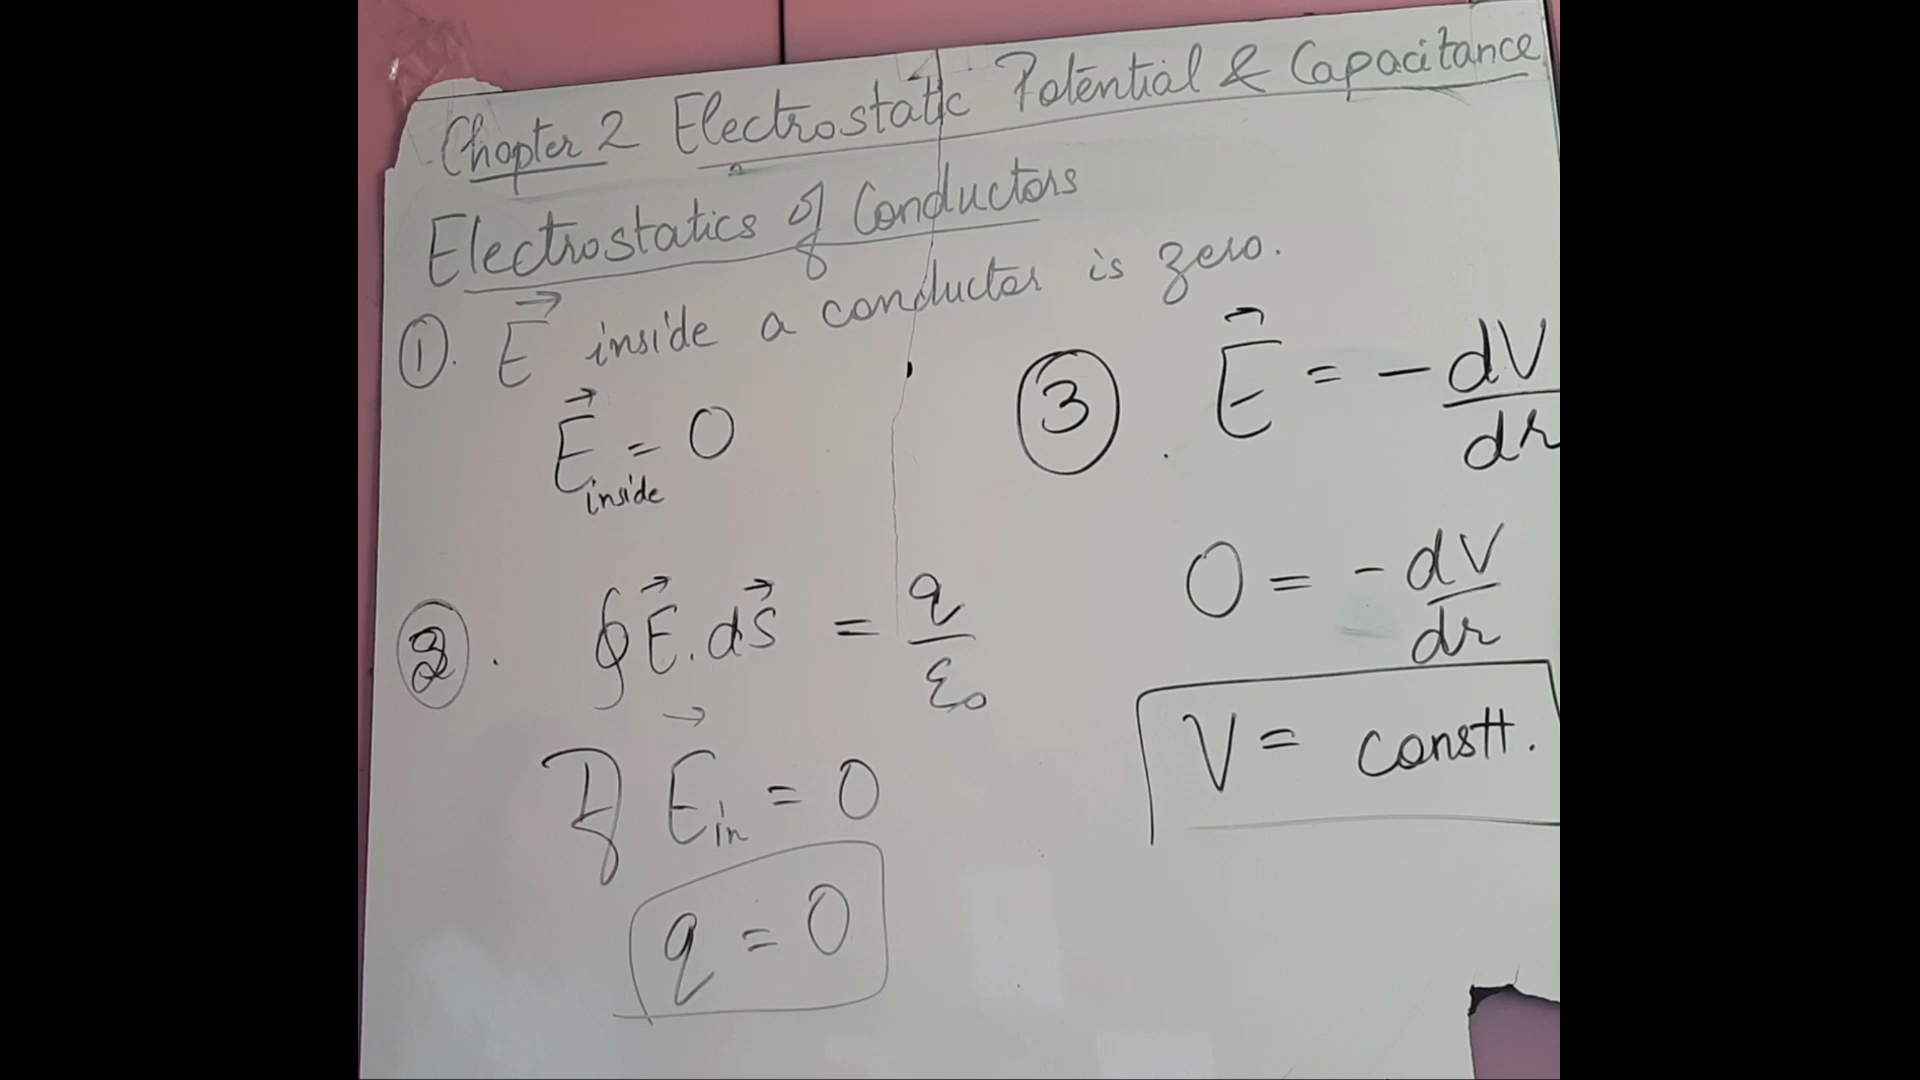 Chapter 2 Electrostatic Potential & Capacitance
Electrostatics of Conductors
①. E⃗ inside a conductor is zero.
E⃗ inside = 0
②. ∮E⃗.dS⃗ = q/ε₀
If E⃗in = 0
q = 0
③ E⃗ = -dV/dr
0 = -dV/dr
V = constt.